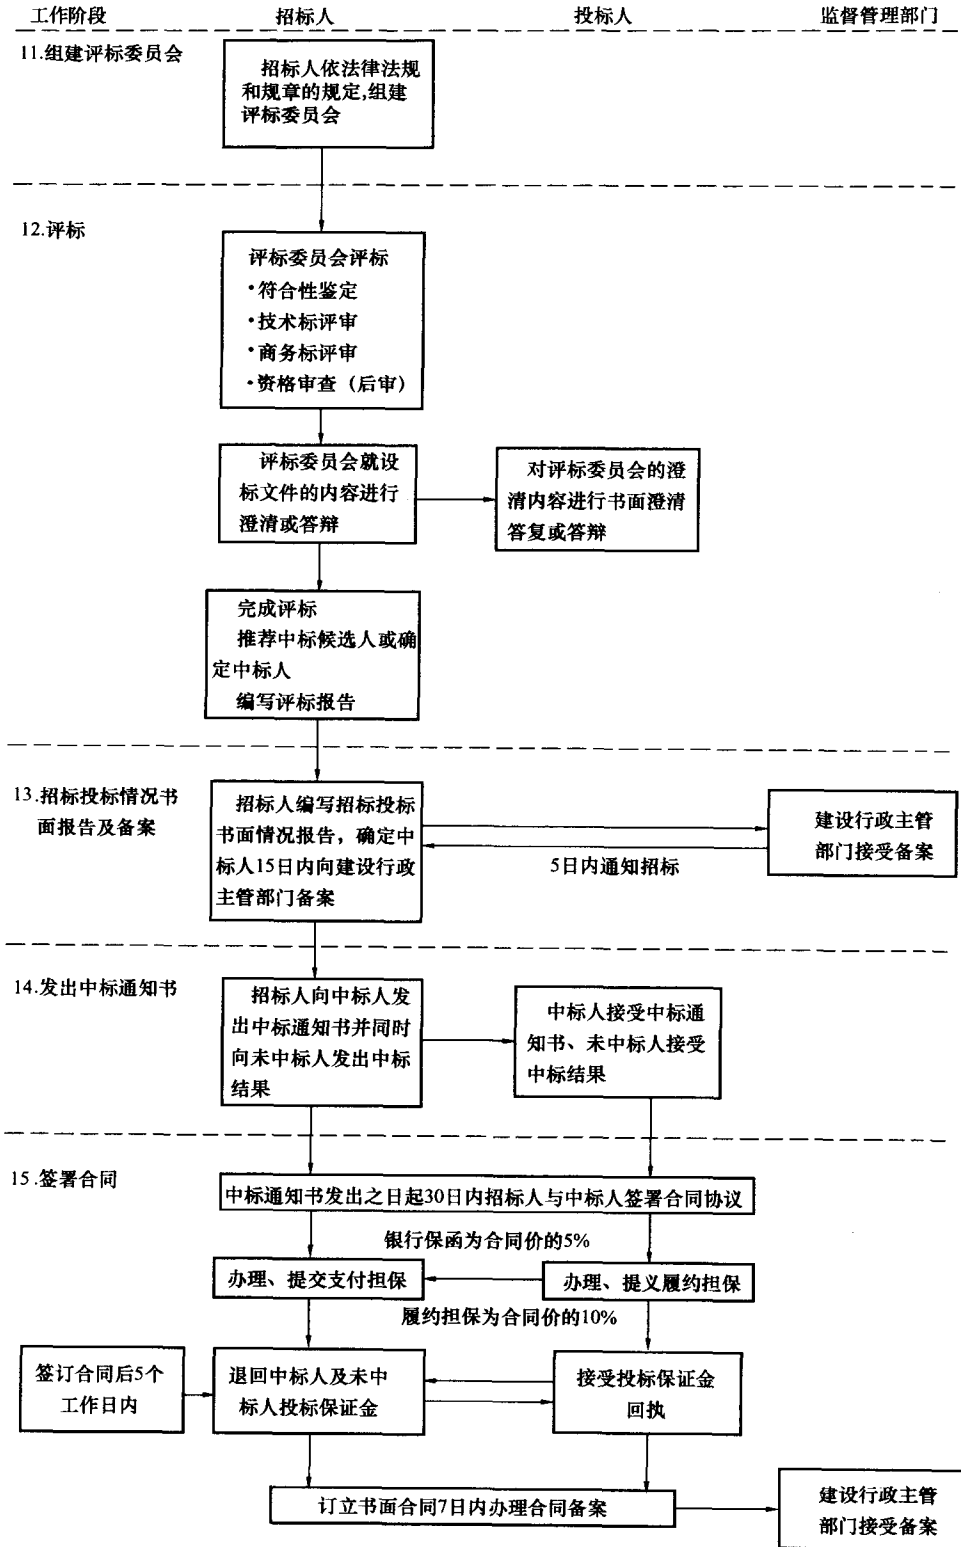 工作阶段 招标人 投标人 监督管理部门
11.组建评标委员会
招标人依法律法规
和规章的规定,组建
评标委员会
12.评标
评标委员会评标
·符合性鉴定
·技术标评审
·商务标评审
·资格审查（后审）
评标委员会就设
标文件的内容进行
澄清或答辩
对评标委员会的澄
清内容进行书面澄清
答复或答辩
完成评标
推荐中标候选人或确
定中标人
编写评标报告
13.招标投标情况书
面报告及备案
招标人编写招标投标
书面情况报告，确定中
标人15日内向建设行政
主管部门备案
5日内通知招标
建设行政主管
部门接受备案
14.发出中标通知书
招标人向中标人发
出中标通知书并同时
向未中标人发出中标
结果
中标人接受中标通
知书、未中标人接受
中标结果
15.签署合同
中标通知书发出之日起30日内招标人与中标人签署合同协议
银行保函为合同价的5%
办理、提交支付担保
办理、提义履约担保
履约担保为合同价的10%
签订合同后5个
工作日内
退回中标人及未中
标人投标保证金
接受投标保证金
回执
订立书面合同7日内办理合同备案
建设行政主管
部门接受备案